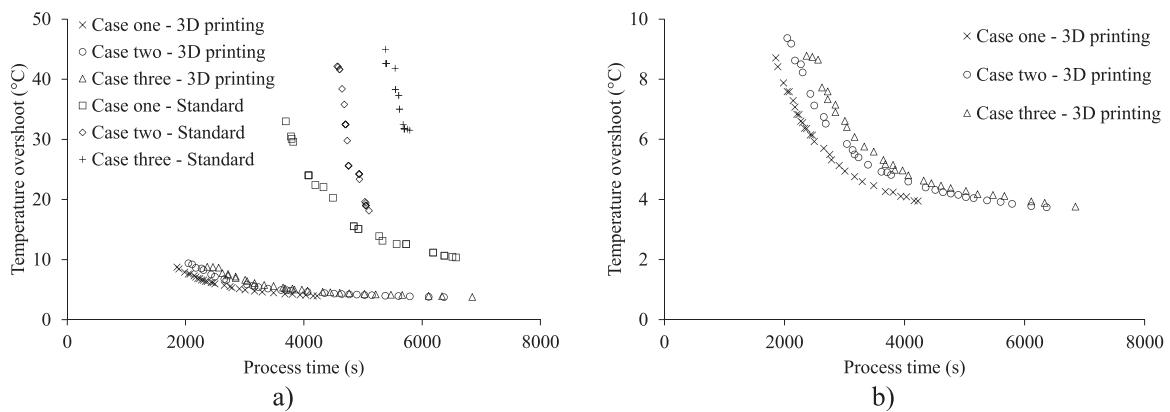 50
40
30
20
10
0
Temperature overshoot (°C)
× Case one - 3D printing
○ Case two - 3D printing
△ Case three - 3D printing
□ Case one - Standard
◇ Case two - Standard
+ Case three - Standard
0 2000 4000 6000 8000
Process time (s)
a)
10
8
6
4
2
0
Temperature overshoot (°C)
× Case one - 3D printing
○ Case two - 3D printing
△ Case three - 3D printing
0 2000 4000 6000 8000
Process time (s)
b)